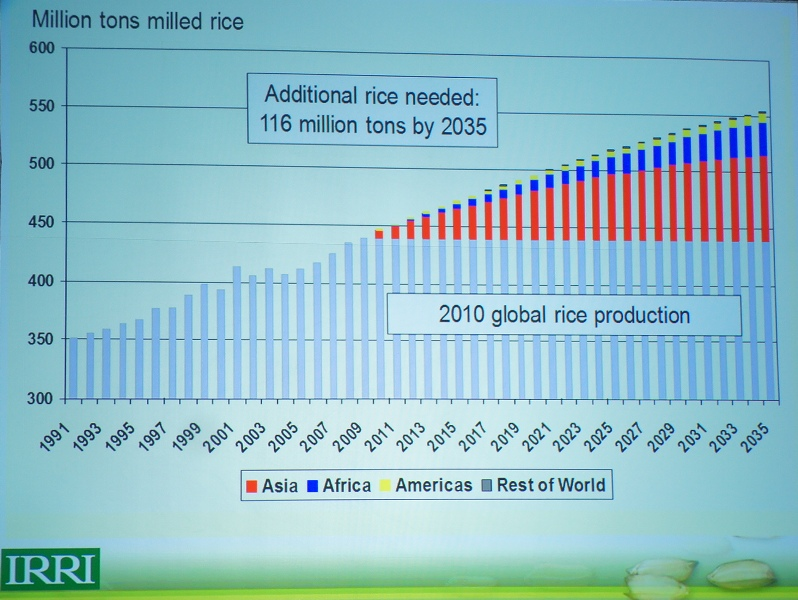 Million tons milled rice
600
550
500
450
400
350
300
Additional rice needed:
116 million tons by 2035
2010 global rice production
1991 1993 1995 1997 1999 2001 2003 2005 2007 2009 2011 2013 2015 2017 2019 2021 2023 2025 2027 2029 2031 2033 2035
Asia Africa Americas Rest of World
IRRI